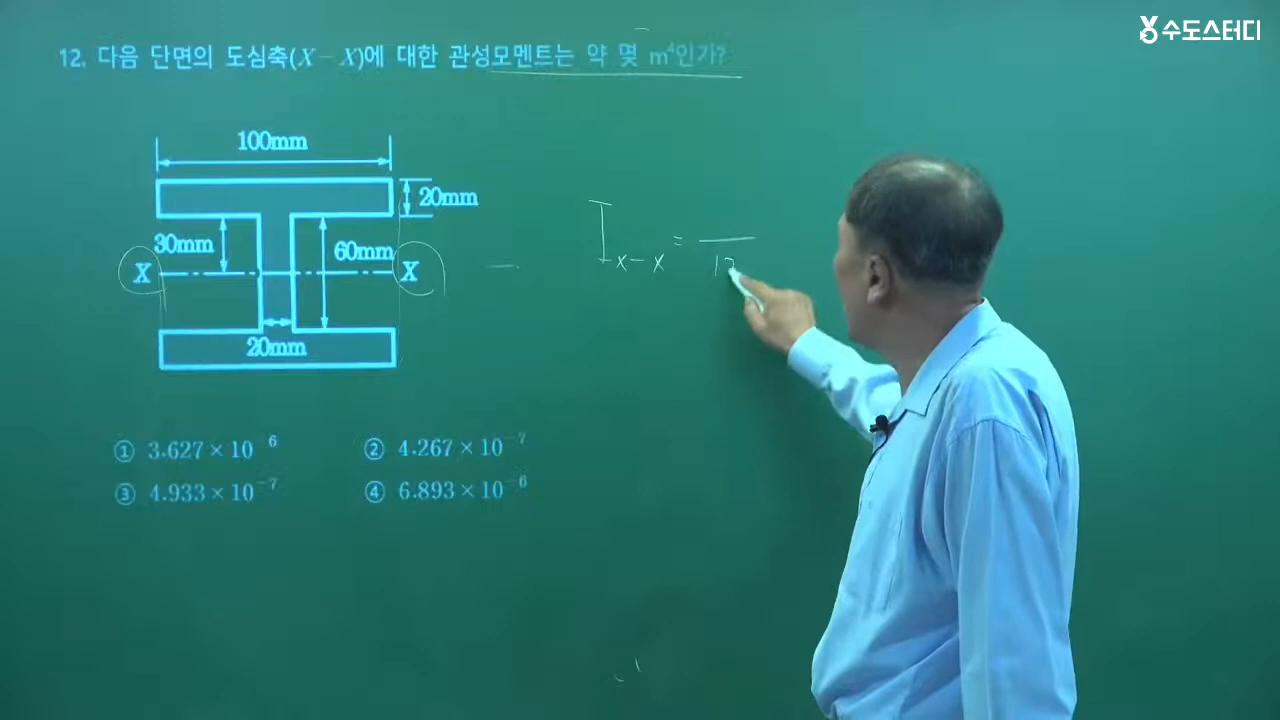 수도스터디
12. 다음 단면의 도심축(X－X)에 대한 관성모멘트는 약 몇 m⁴인가?
100mm
20mm
30mm
60mm
X
X
20mm
I x-x = 12
① 3.627×10⁻⁶ ② 4.267×10⁻⁷
③ 4.933×10⁻⁷ ④ 6.893×10⁻⁶